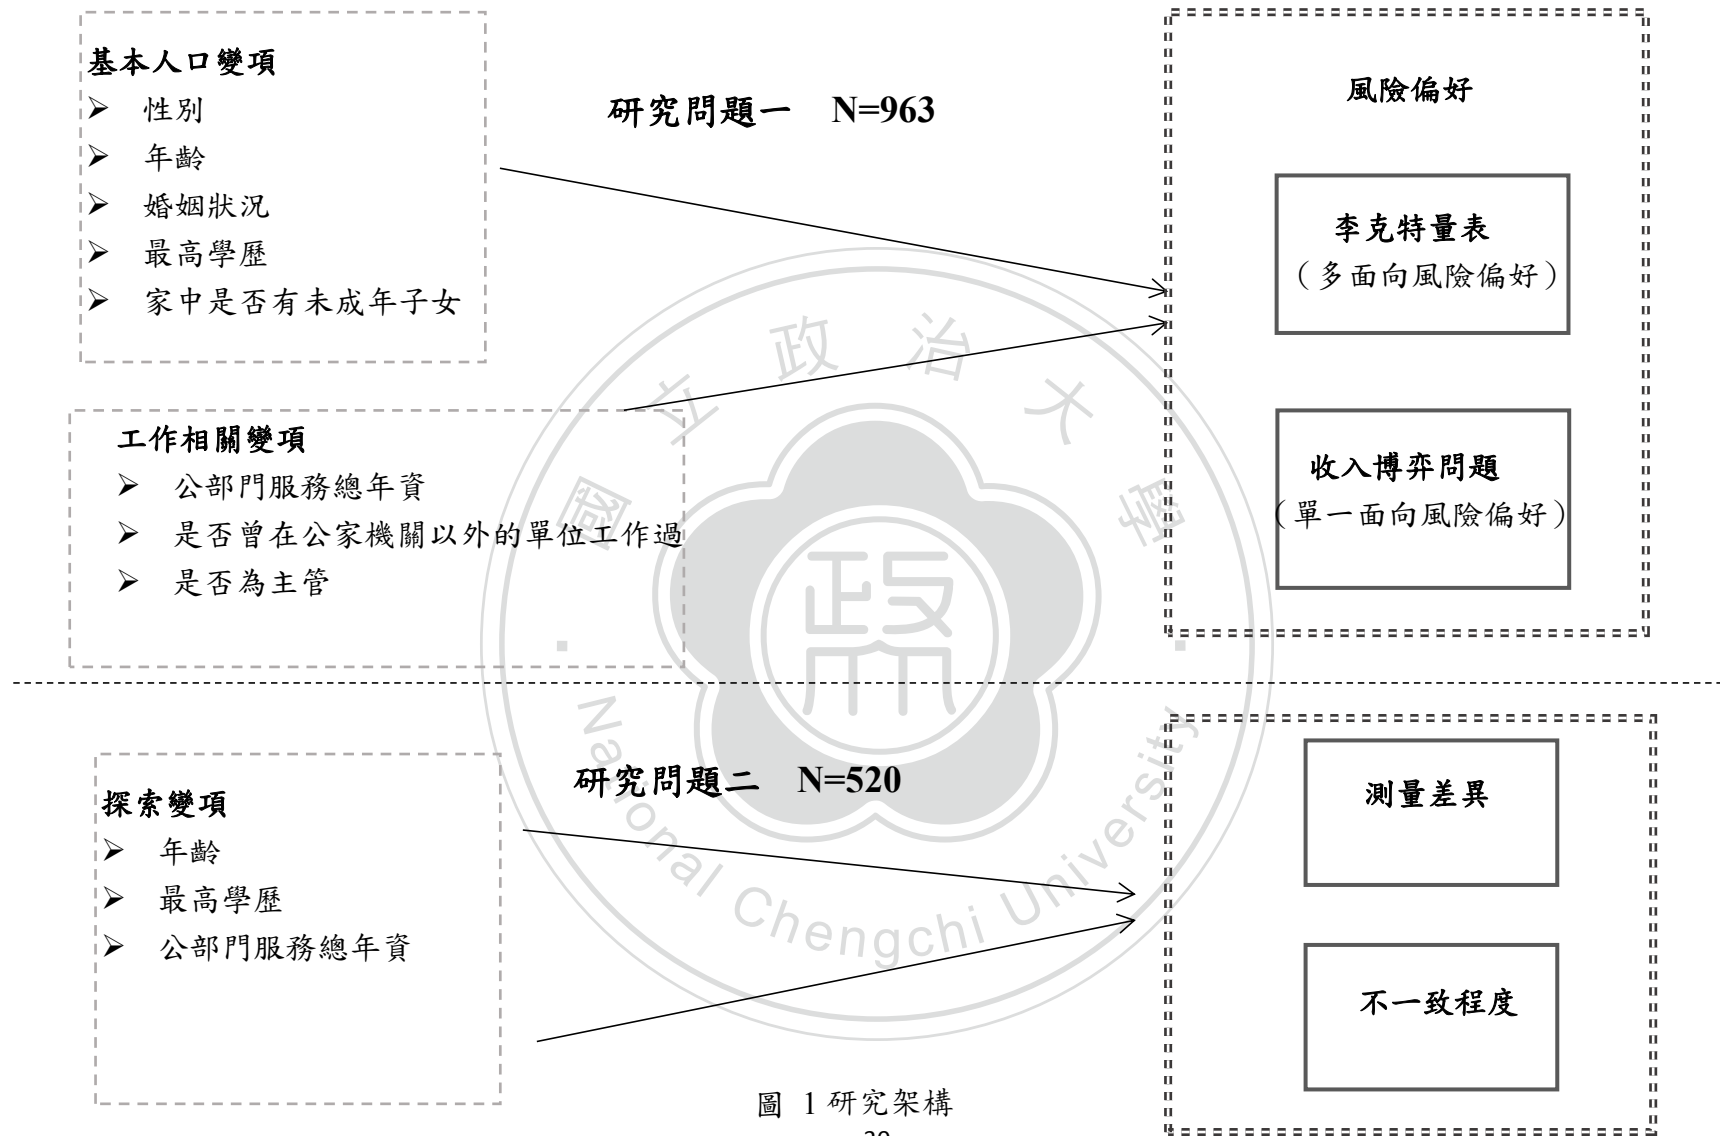 基本人口變項
➢ 性別
➢ 年齡
➢ 婚姻狀況
➢ 最高學歷
➢ 家中是否有未成年子女
研究問題一 N=963
風險偏好
李克特量表
（多面向風險偏好）
收入博弈問題
（單一面向風險偏好）
工作相關變項
➢ 公部門服務總年資
➢ 是否曾在公家機關以外的單位工作過
➢ 是否為主管
國立政治大學
政
National Chengchi University
探索變項
➢ 年齡
➢ 最高學歷
➢ 公部門服務總年資
研究問題二 N=520
測量差異
不一致程度
圖 1 研究架構